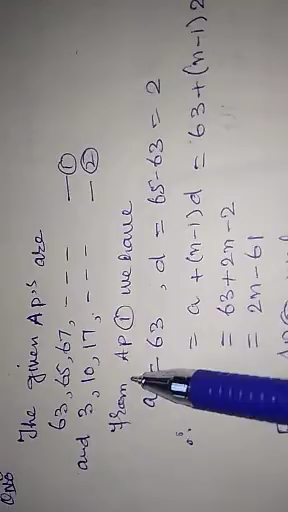 QNo
The given AP,s are
63, 65, 67, - - - - ①
and 3, 10, 17, - - - - ②
from AP ① we have
a = 63, d = 65-63 = 2
∴ = a + (n-1)d = 63 + (n-1)2
= 63+2n-2
= 2n-61